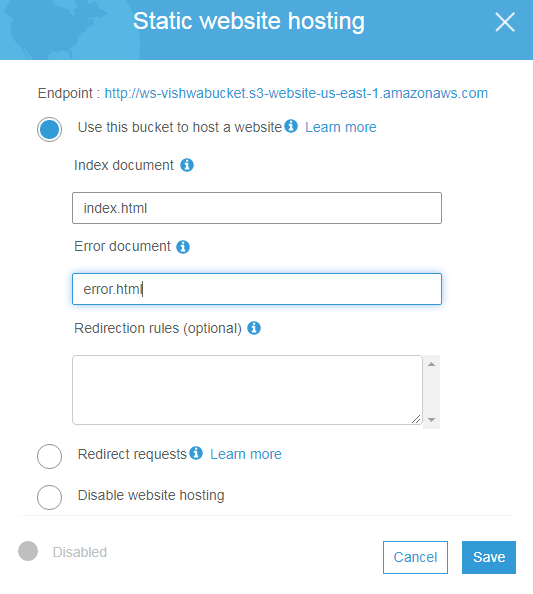 Static website hosting
Endpoint : http://ws-vishwabucket.s3-website-us-east-1.amazonaws.com
Use this bucket to host a website Learn more
Index document
index.html
Error document
error.html
Redirection rules (optional)
Redirect requests Learn more
Disable website hosting
Disabled
Cancel
Save